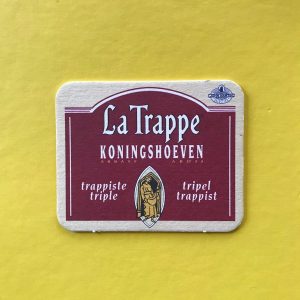 La Trappe
KONINGSHOEVEN
trappiste
triple
tripel
trappist